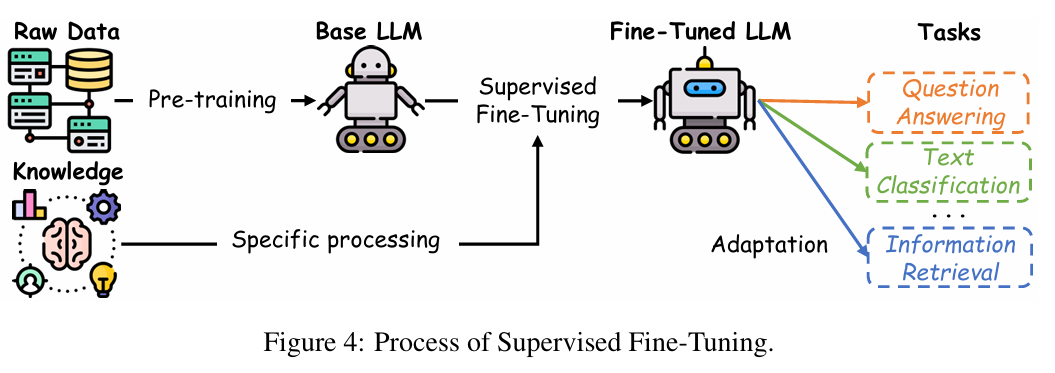 Raw Data
Base LLM
Fine-Tuned LLM
Tasks
Pre-training
Supervised
Fine-Tuning
Question
Answering
Text
Classification
...
Information
Retrieval
Adaptation
Knowledge
Specific processing
Figure 4: Process of Supervised Fine-Tuning.